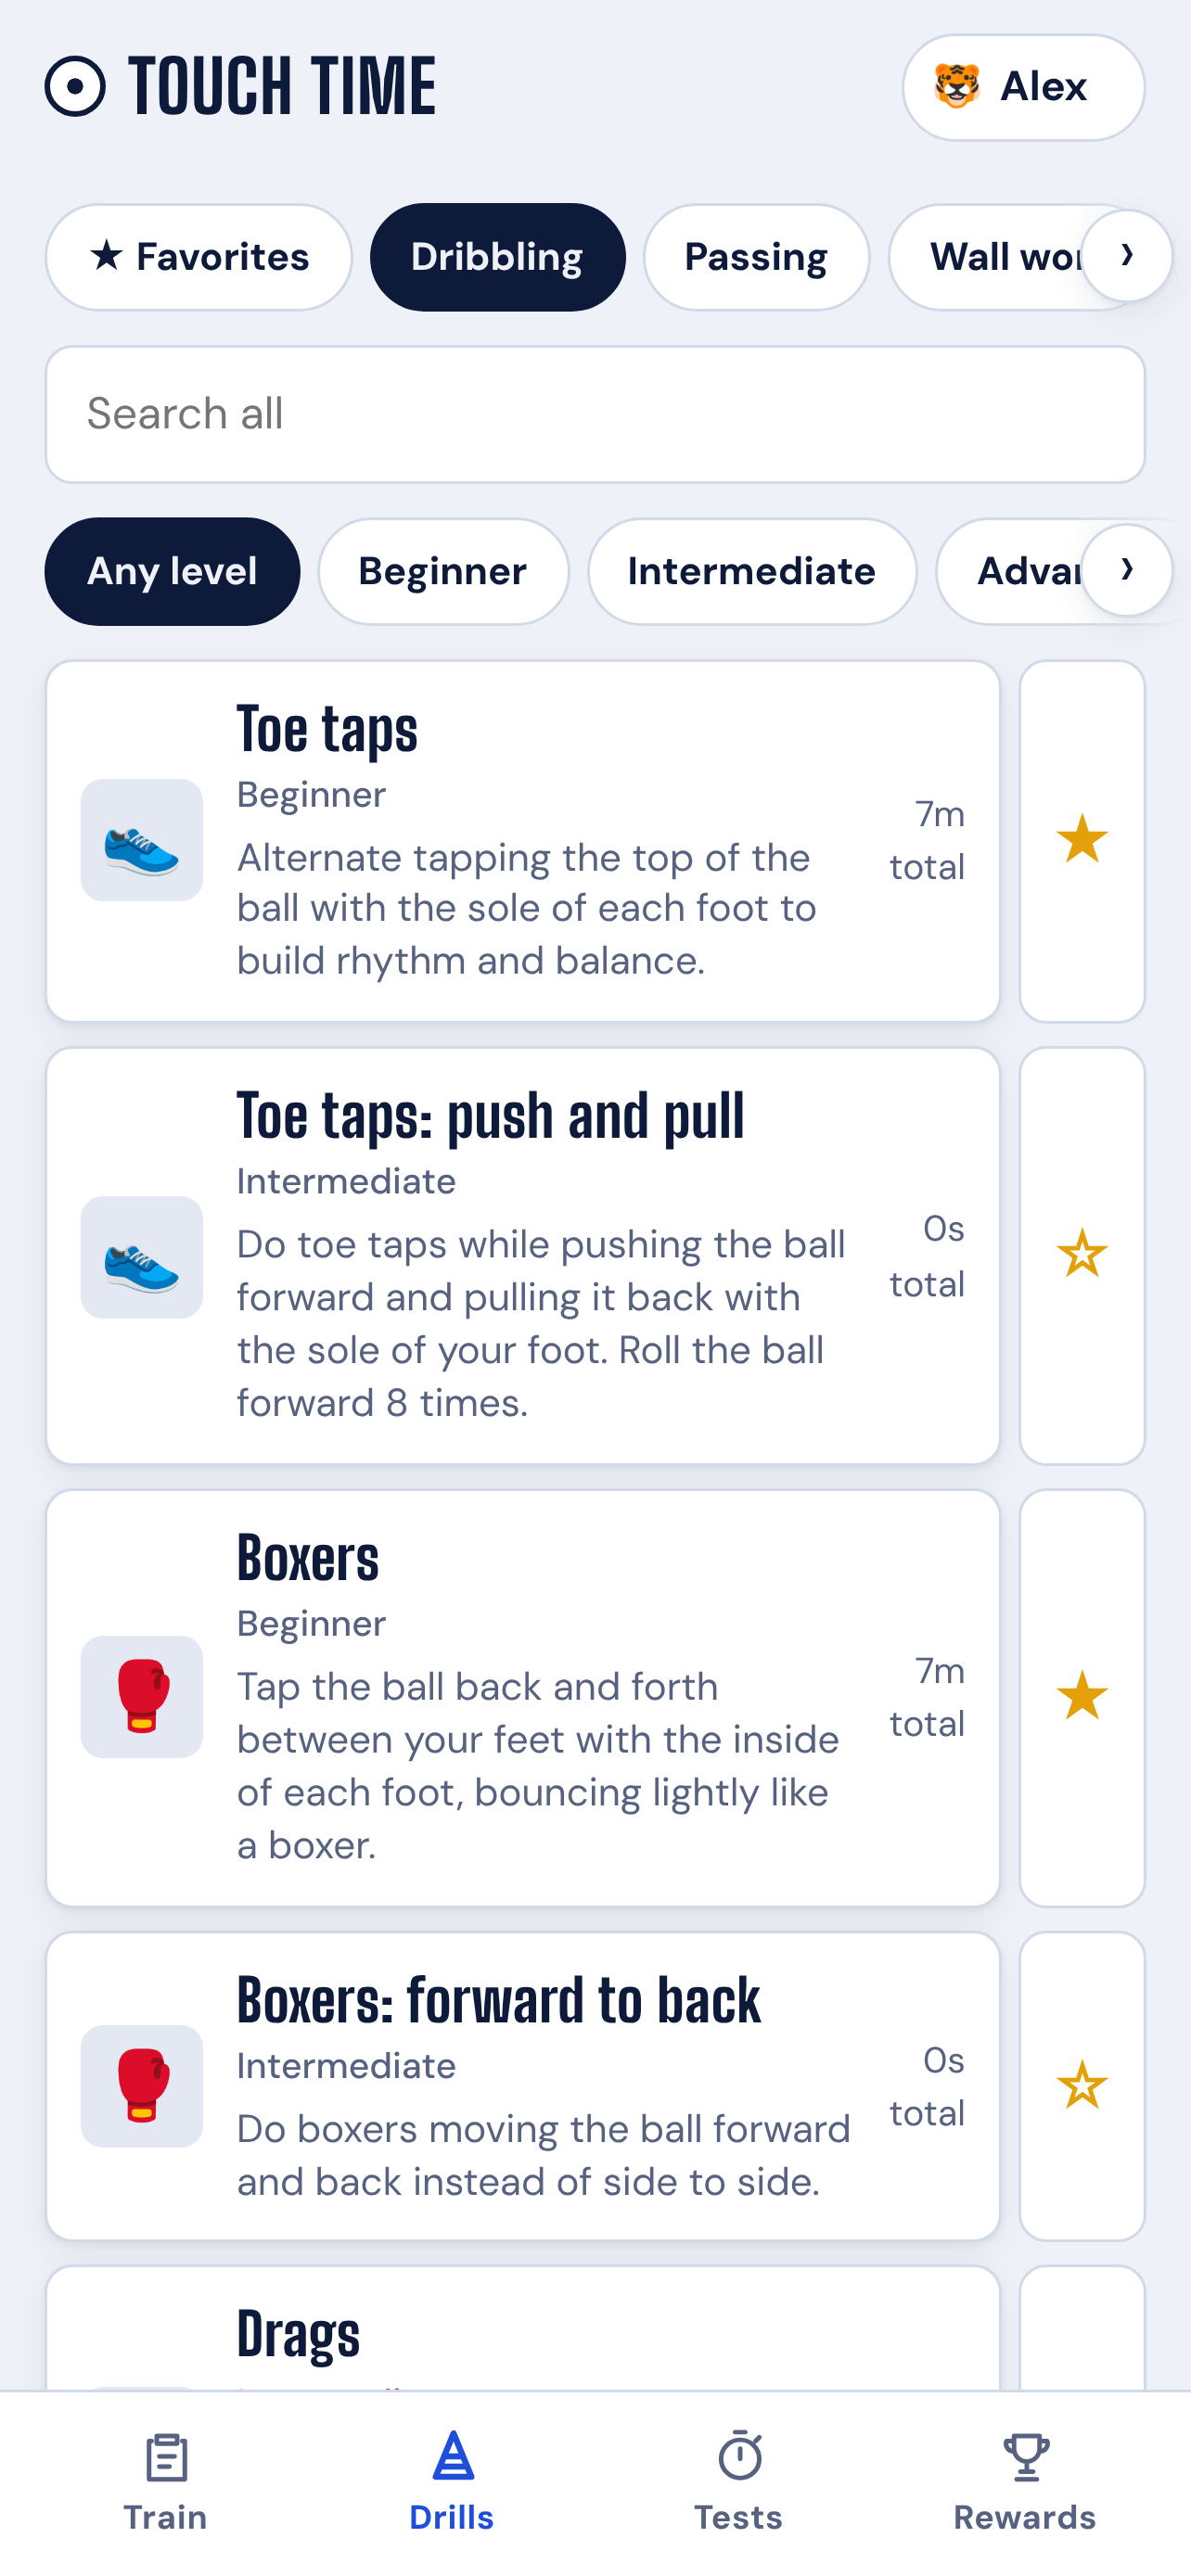 TOUCH TIME
Alex
★ Favorites
Dribbling
Passing
Wall
Search all
Any level
Beginner
Intermediate
Toe taps
Beginner
Alternate tapping the top of the
ball with the sole of each foot to
build rhythm and balance.
7m
total
Toe taps: push and pull
Intermediate
Do toe taps while pushing the ball
forward and pulling it back with
the sole of your foot. Roll the ball
forward 8 times.
0s
total
Boxers
Beginner
Tap the ball back and forth
between your feet with the inside
of each foot, bouncing lightly like
a boxer.
7m
total
Boxers: forward to back
Intermediate
Do boxers moving the ball forward
and back instead of side to side.
0s
total
Drags
Train
Drills
Tests
Rewards